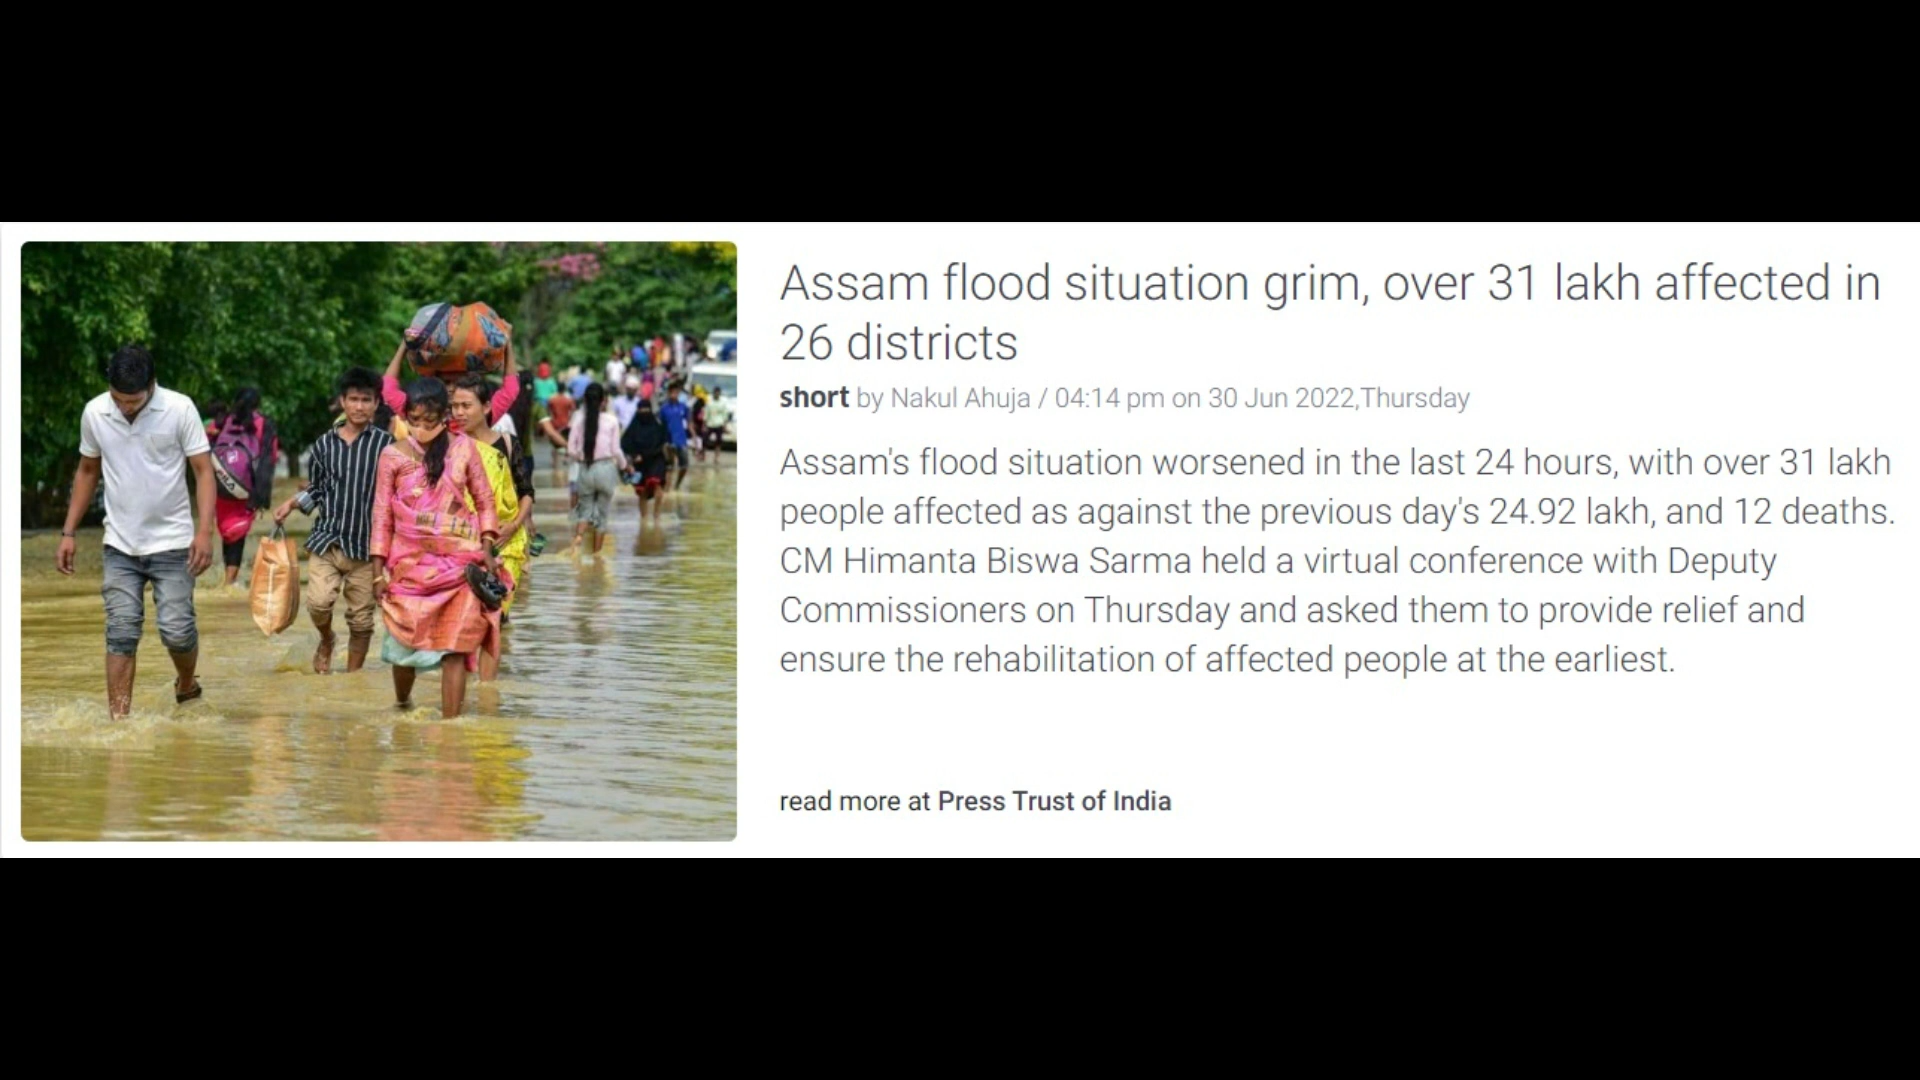 Assam flood situation grim, over 31 lakh affected in
26 districts
short by Nakul Ahuja / 04:14 pm on 30 Jun 2022,Thursday
Assam's flood situation worsened in the last 24 hours, with over 31 lakh
people affected as against the previous day's 24.92 lakh, and 12 deaths.
CM Himanta Biswa Sarma held a virtual conference with Deputy
Commissioners on Thursday and asked them to provide relief and
ensure the rehabilitation of affected people at the earliest.
read more at Press Trust of India